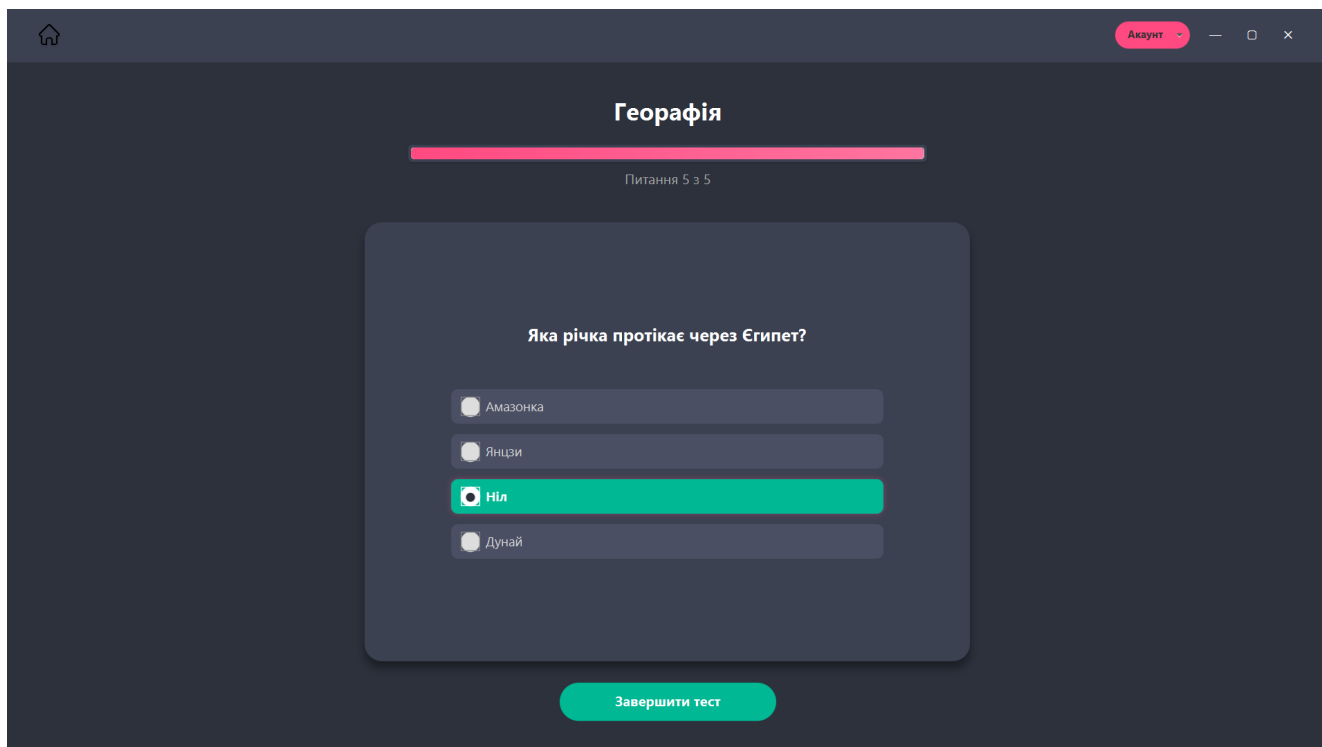 Акаунт
Георафія
Питання 5 з 5
Яка річка протікає через Єгипет?
Амазонка
Янцзи
Ніл
Дунай
Завершити тест